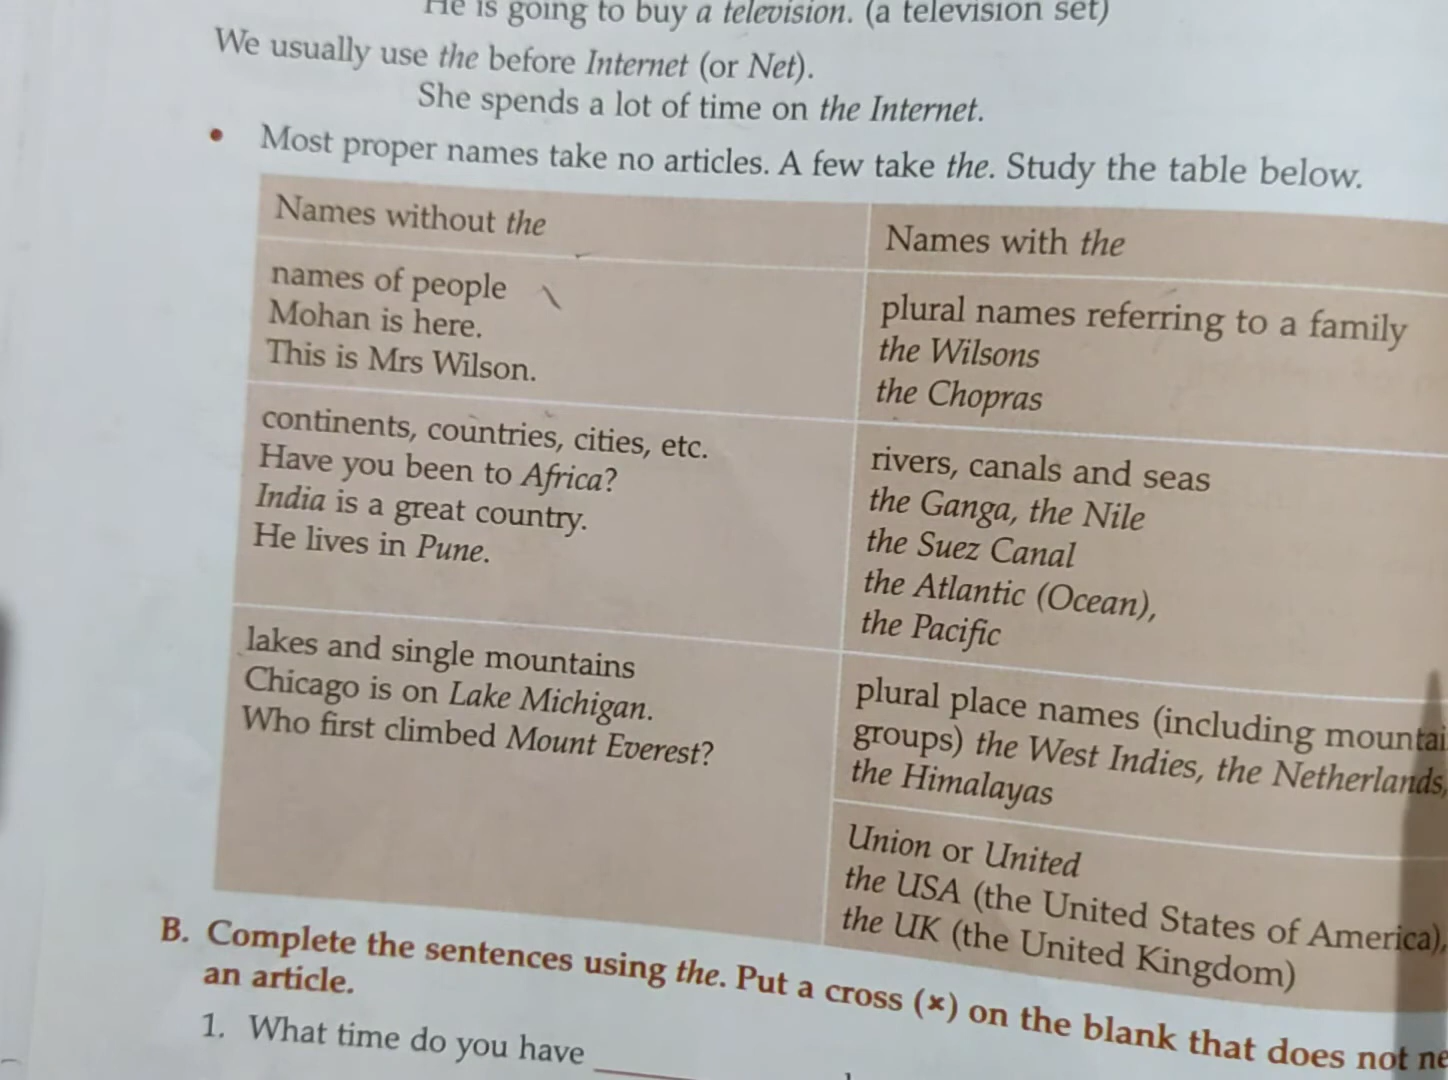 He is going to buy a television. (a television set)
We usually use the before Internet (or Net).
She spends a lot of time on the Internet.
• Most proper names take no articles. A few take the. Study the table below.
Names without the
names of people
Mohan is here.
This is Mrs Wilson.
continents, countries, cities, etc.
Have you been to Africa?
India is a great country.
He lives in Pune.
lakes and single mountains
Chicago is on Lake Michigan.
Who first climbed Mount Everest?
Names with the
plural names referring to a family
the Wilsons
the Chopras
rivers, canals and seas
the Ganga, the Nile
the Suez Canal
the Atlantic (Ocean),
the Pacific
plural place names (including
groups) the West Indies, the Netherlands,
the Himalayas
Union or United
the USA (the United States of America),
the UK (the United Kingdom)
B. Complete the sentences using the. Put a cross (×) on the blank that does not
an article.
1. What time do you have